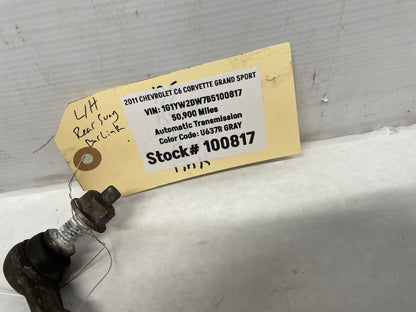 LH
Rear Sway
Bar Link
2011 CHEVROLET C6 CORVETTE GRAND SPORT
VIN: 1G1YW2DW7B5100817
50,900 Miles
Automatic Transmission
Color Code: U637R GRAY
Stock# 100817